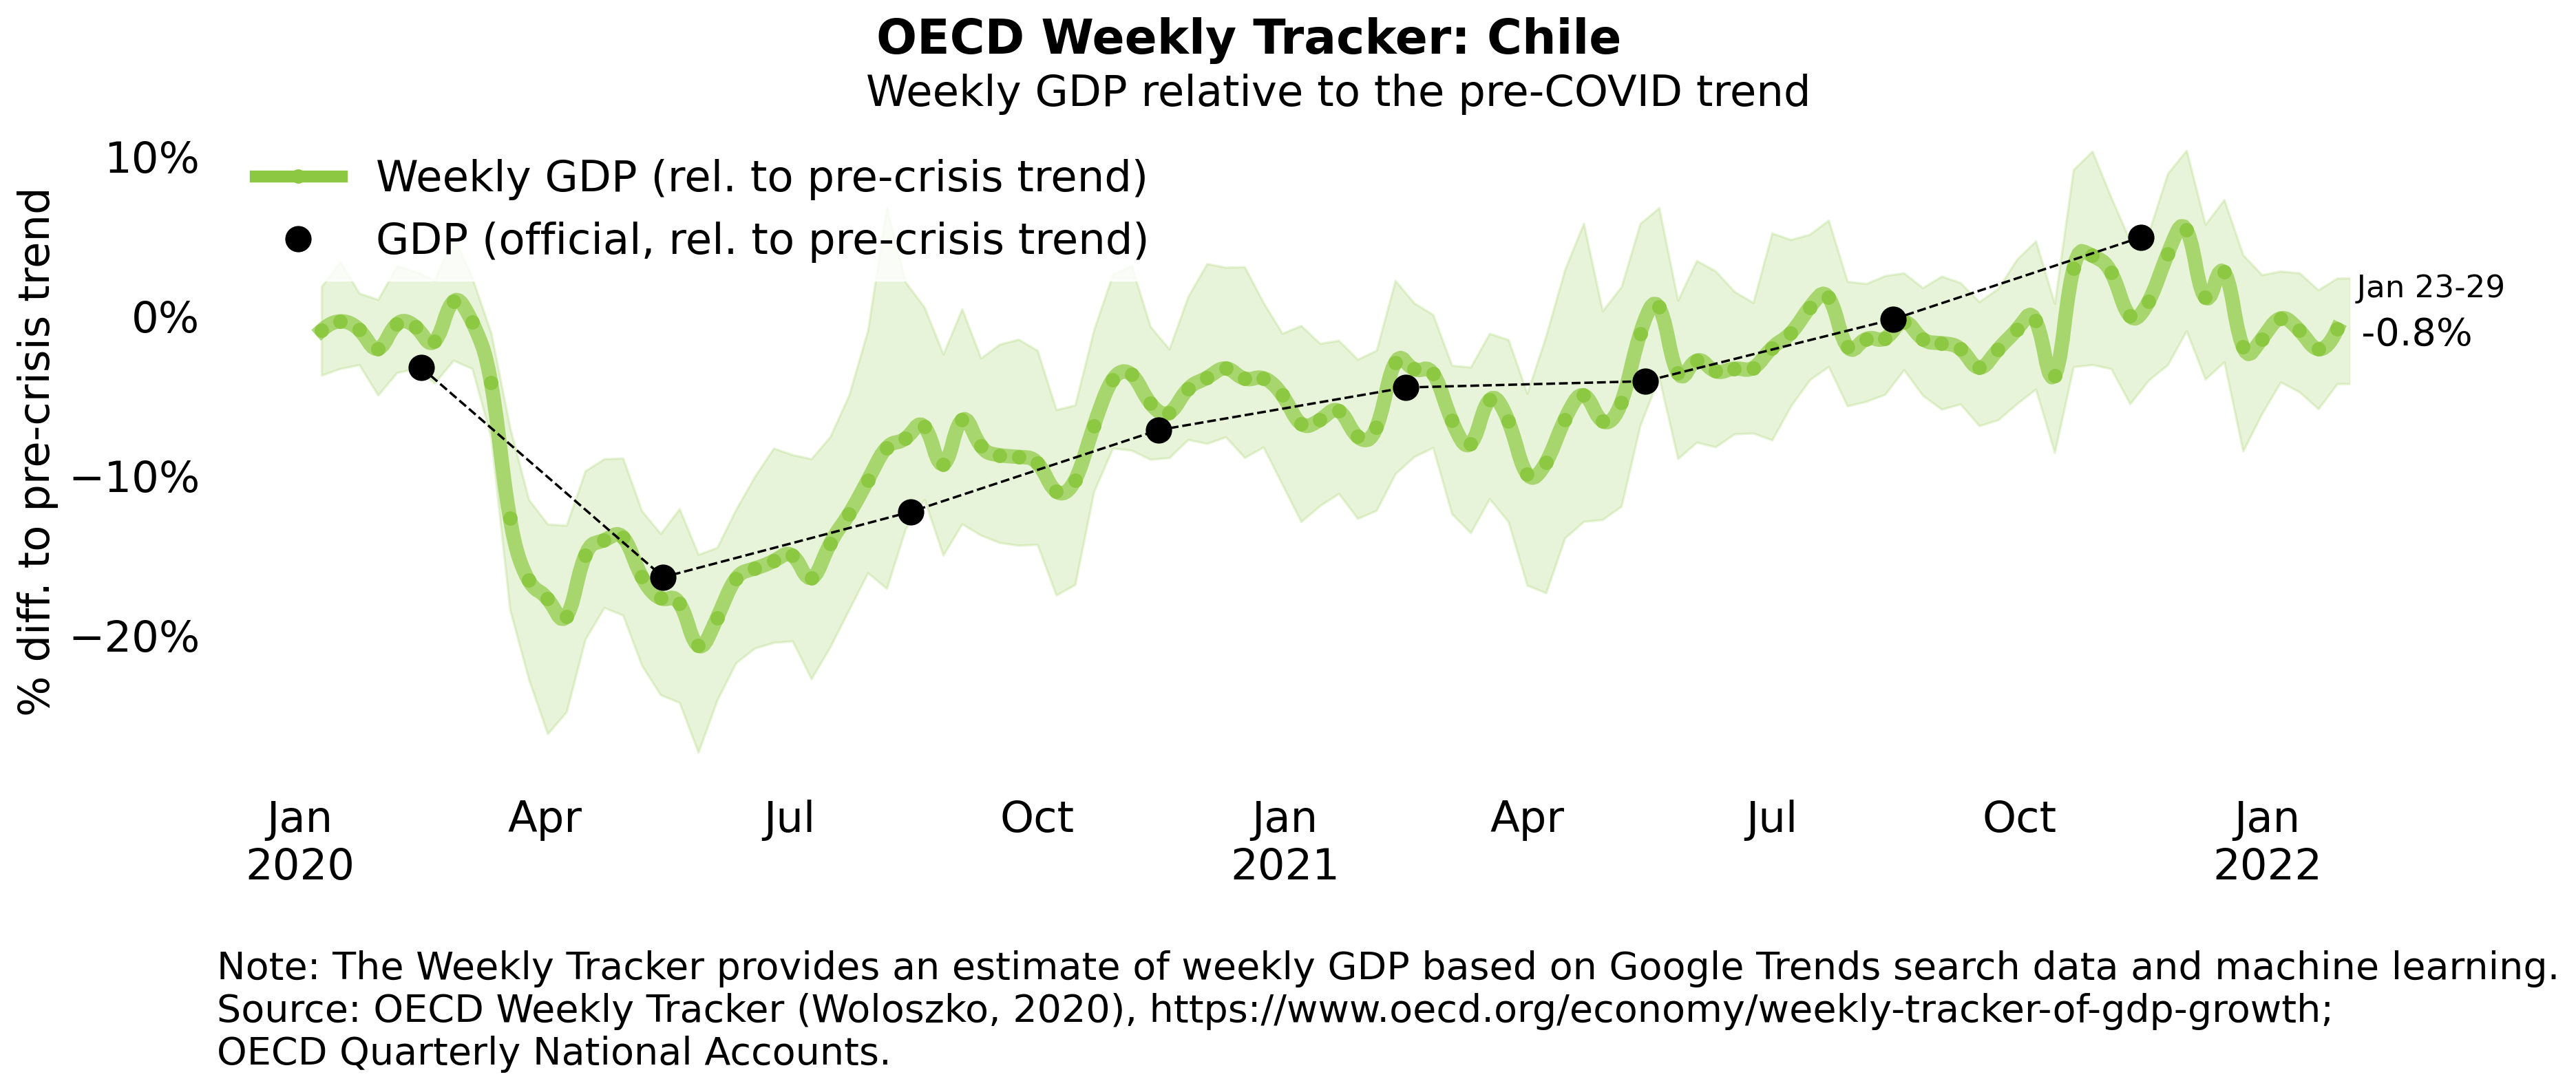 OECD Weekly Tracker: Chile
Weekly GDP relative to the pre-COVID trend
% diff. to pre-crisis trend
10%
0%
−10%
−20%
Weekly GDP (rel. to pre-crisis trend)
GDP (official, rel. to pre-crisis trend)
Jan 23-29
-0.8%
Jan Apr Jul Oct Jan Apr Jul Oct Jan
2020 2021 2022
Note: The Weekly Tracker provides an estimate of weekly GDP based on Google Trends search data and machine learning.
Source: OECD Weekly Tracker (Woloszko, 2020), https://www.oecd.org/economy/weekly-tracker-of-gdp-growth;
OECD Quarterly National Accounts.